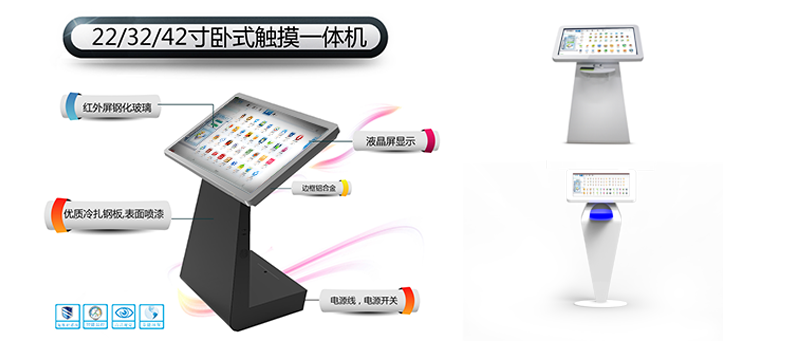 22/32/42寸卧式触摸一体机
红外屏钢化玻璃
液晶屏显示
边框铝合金
优质冷扎钢板,表面喷漆
电源线，电源开关